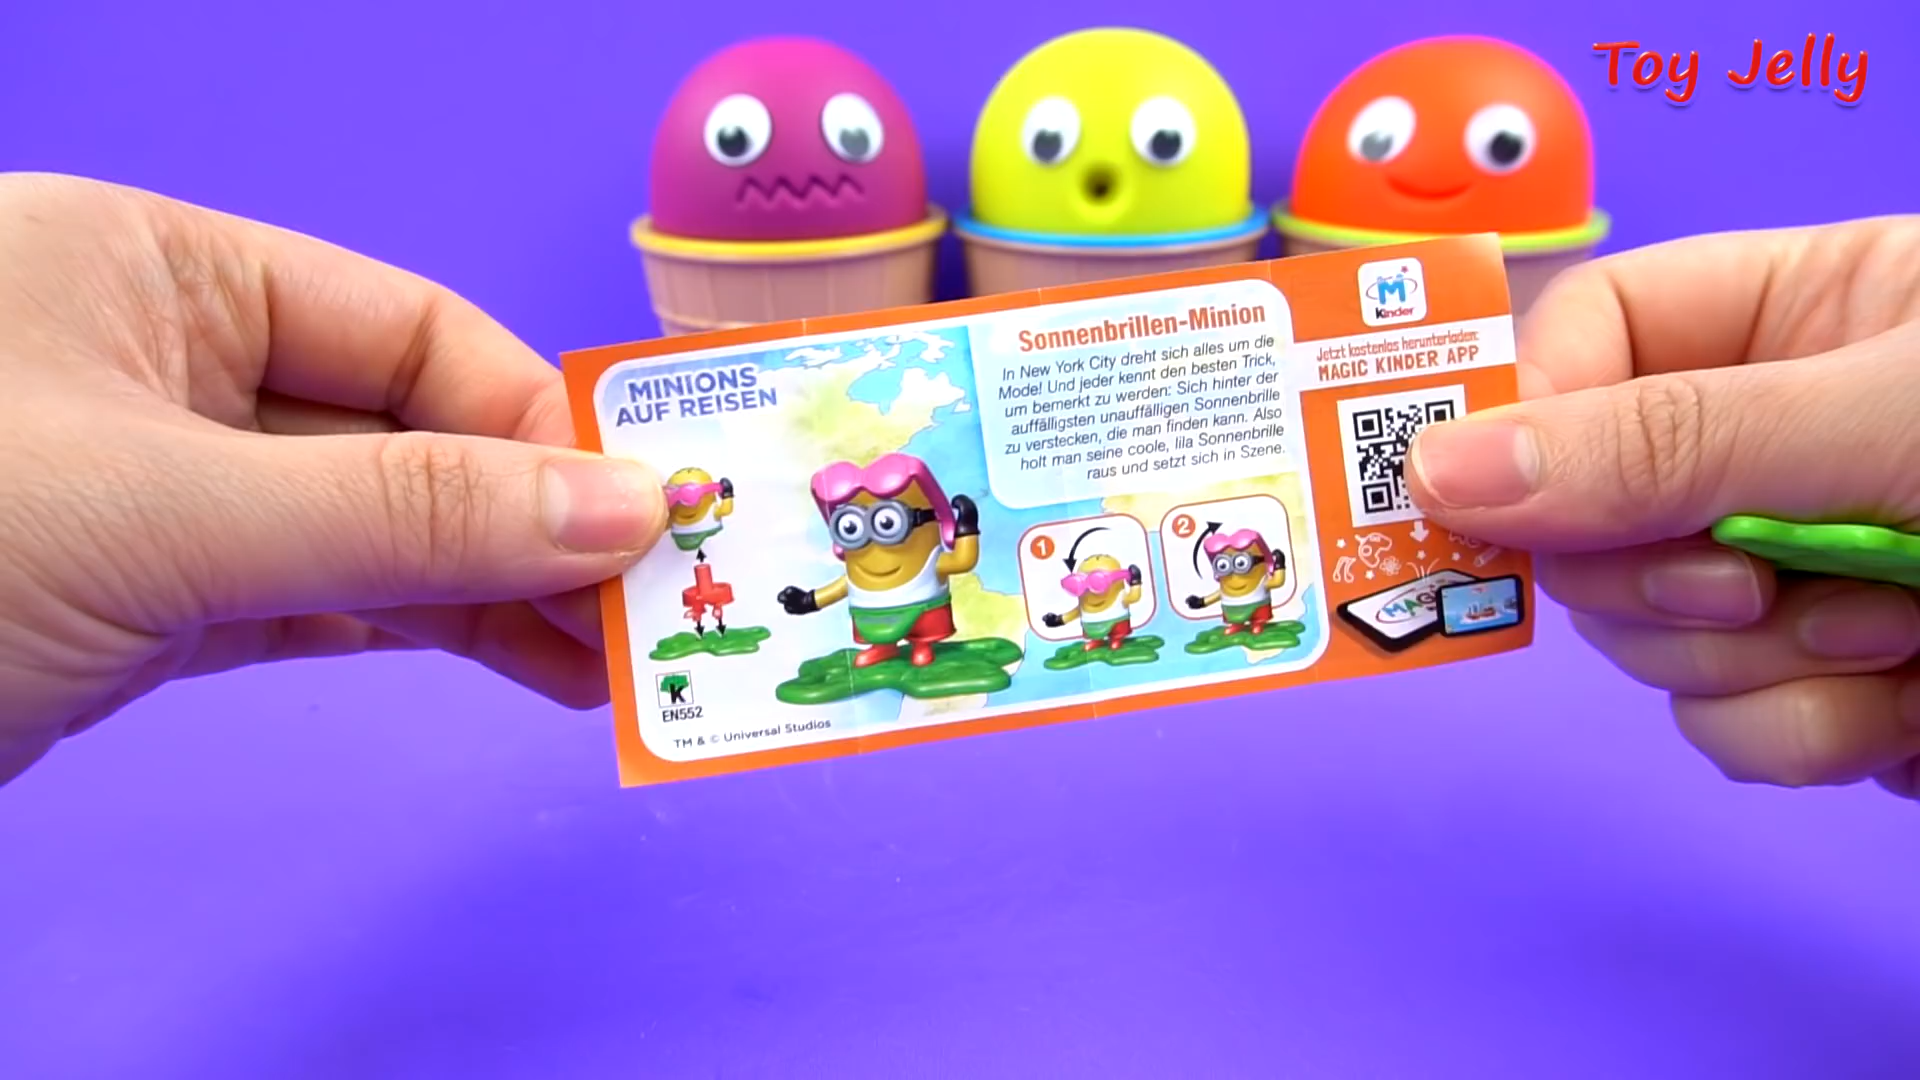 Toy Jelly
Sonnenbrillen-Minion
In New York City dreht sich alles um die
Mode! Und jeder kennt den besten Trick,
um bemerkt zu werden: Sich hinter der
auffälligsten unauffälligen Sonnenbrille
zu verstecken, die man finden kann. Also
holt man seine coole, lila Sonnenbrille
raus und setzt sich in Szene.
MINIONS
AUF REISEN
M
Kinder
Jetzt kostenlos herunterladen:
MAGIC KINDER APP
1
2
K
EN552
TM & © Universal Studios